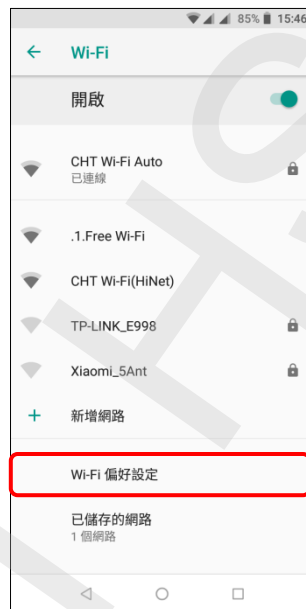 85% 15:46
Wi-Fi
開啟
CHT Wi-Fi Auto
已連線
.1.Free Wi-Fi
CHT Wi-Fi(HiNet)
TP-LINK_E998
Xiaomi_5Ant
新增網路
Wi-Fi 偏好設定
已儲存的網路
1 個網路